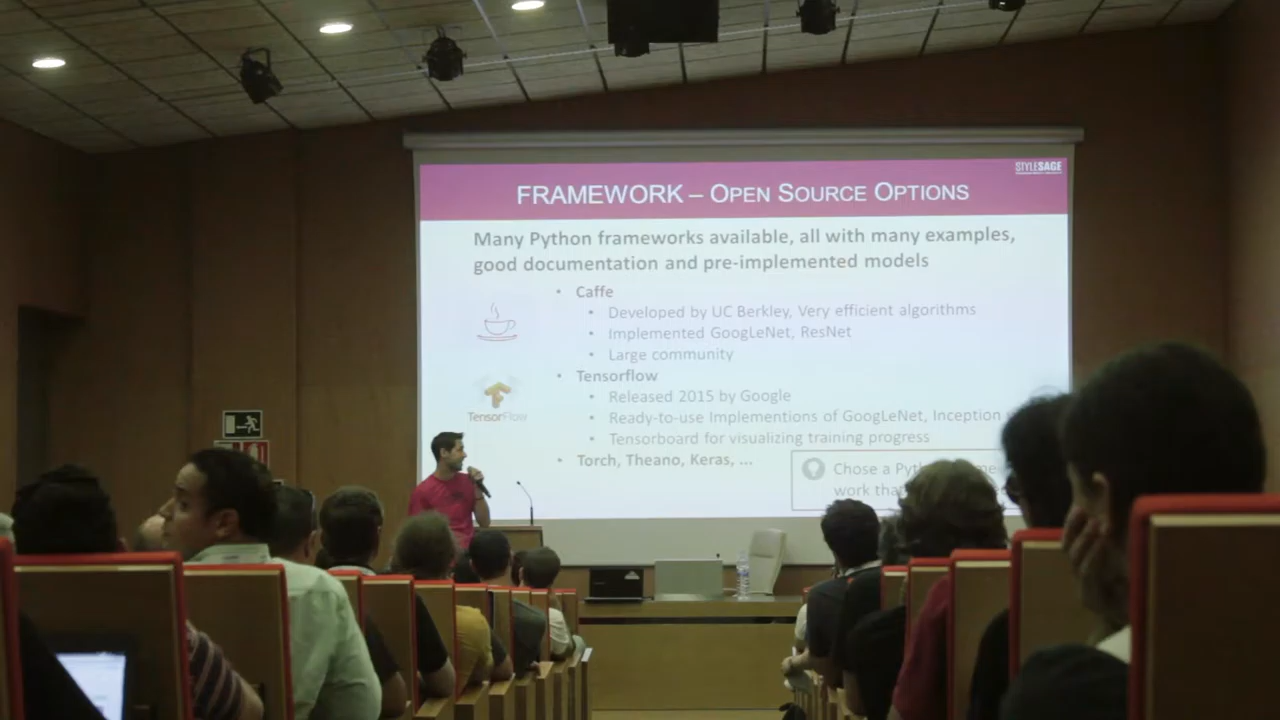 STYLESAGE
FRAMEWORK – OPEN SOURCE OPTIONS
Many Python frameworks available, all with many examples,
good documentation and pre-implemented models
• Caffe
• Developed by UC Berkley, Very efficient algorithms
• Implemented GoogLeNet, ResNet
• Large community
• Tensorflow
• Released 2015 by Google
TensorFlow
• Ready-to-use Implementions of GoogLeNet, Inception
• Tensorboard for visualizing training progress
• Torch, Theano, Keras, ...
Chose a
work